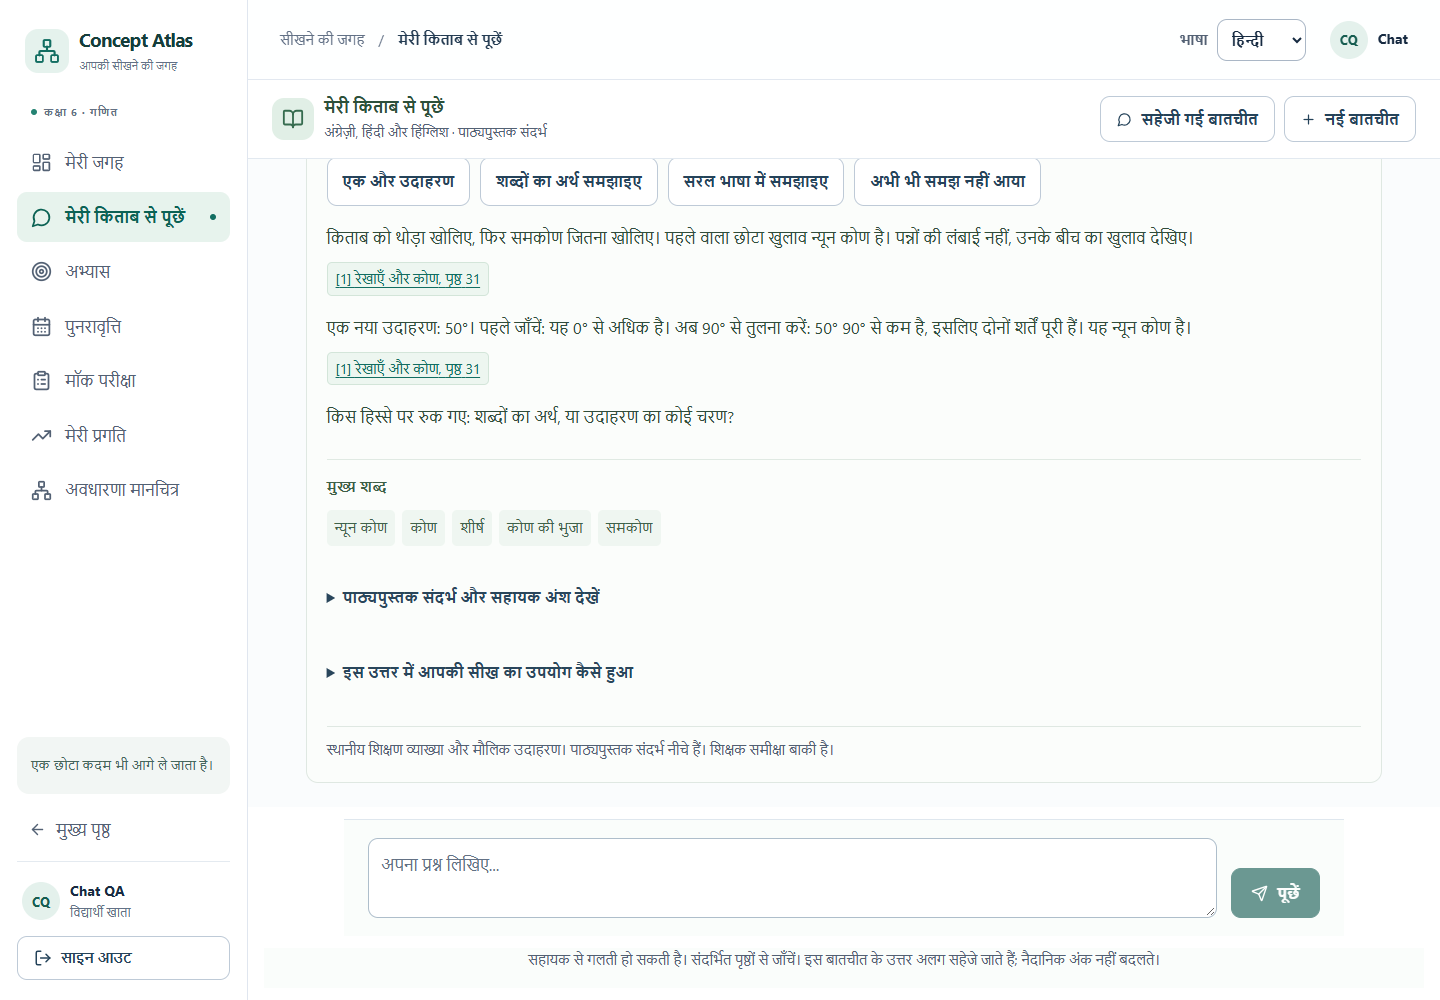 Concept Atlas
आपकी सीखने की जगह
कक्षा 6 · गणित
मेरी जगह
मेरी किताब से पूछें
अभ्यास
पुनरावृत्ति
मॉक परीक्षा
मेरी प्रगति
अवधारणा मानचित्र
एक छोटा कदम भी आगे ले जाता है।
मुख्य पृष्ठ
CQ
Chat QA
विद्यार्थी खाता
साइन आउट
सीखने की जगह / मेरी किताब से पूछें
भाषा
हिन्दी
CQ
Chat
मेरी किताब से पूछें
अंग्रेज़ी, हिंदी और हिंग्लिश · पाठ्यपुस्तक संदर्भ
सहेजी गई बातचीत
नई बातचीत
एक और उदाहरण
शब्दों का अर्थ समझाइए
सरल भाषा में समझाइए
अभी भी समझ नहीं आया
किताब को थोड़ा खोलिए, फिर समकोण जितना खोलिए। पहले वाला छोटा खुलाव न्यून कोण है। पन्नों की लंबाई नहीं, उनके बीच का खुलाव देखिए।
[1] रेखाएँ और कोण, पृष्ठ 31
एक नया उदाहरण: 50°। पहले जाँचें: यह 0° से अधिक है। अब 90° से तुलना करें: 50° 90° से कम है, इसलिए दोनों शर्तें पूरी हैं। यह न्यून कोण है।
[1] रेखाएँ और कोण, पृष्ठ 31
किस हिस्से पर रुक गए: शब्दों का अर्थ, या उदाहरण का कोई चरण?
मुख्य शब्द
न्यून कोण
कोण
शीर्ष
कोण की भुजा
समकोण
पाठ्यपुस्तक संदर्भ और सहायक अंश देखें
इस उत्तर में आपकी सीख का उपयोग कैसे हुआ
स्थानीय शिक्षण व्याख्या और मौलिक उदाहरण। पाठ्यपुस्तक संदर्भ नीचे हैं। शिक्षक समीक्षा बाकी है।
अपना प्रश्न लिखिए...
पूछें
सहायक से गलती हो सकती है। संदर्भित पृष्ठों से जाँचें। इस बातचीत के उत्तर अलग सहेजे जाते हैं; नैदानिक अंक नहीं बदलते।